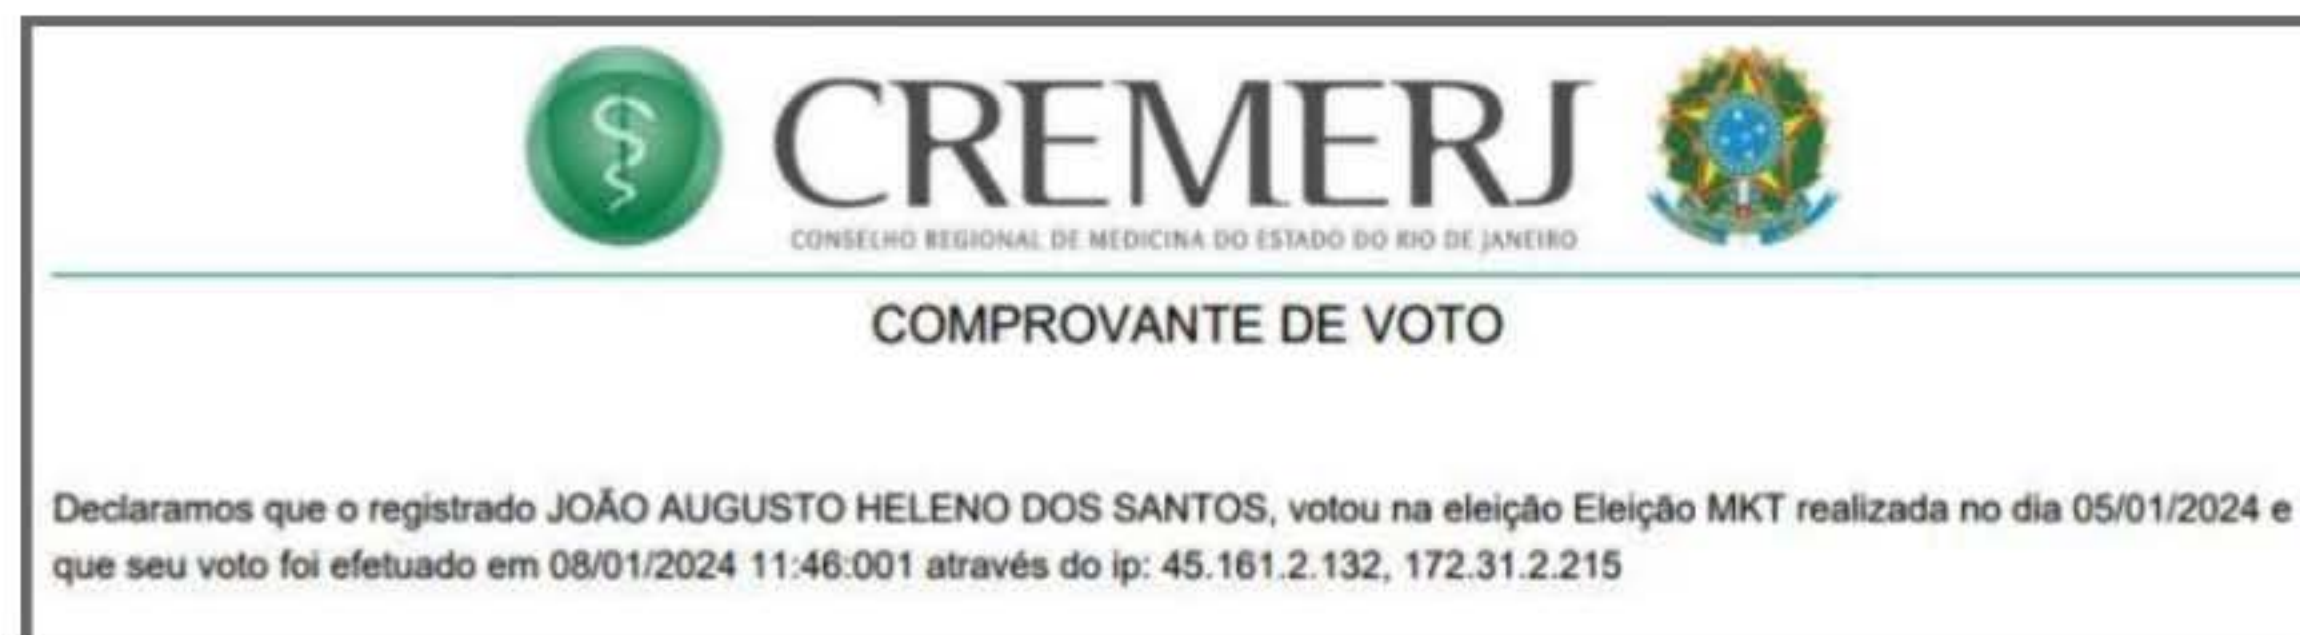 CREMERJ
CONSELHO REGIONAL DE MEDICINA DO ESTADO DO RIO DE JANEIRO
COMPROVANTE DE VOTO
Declaramos que o registrado JOÃO AUGUSTO HELENO DOS SANTOS, votou na eleição Eleição MKT realizada no dia 05/01/2024 e
que seu voto foi efetuado em 08/01/2024 11:46:001 através do ip: 45.161.2.132, 172.31.2.215